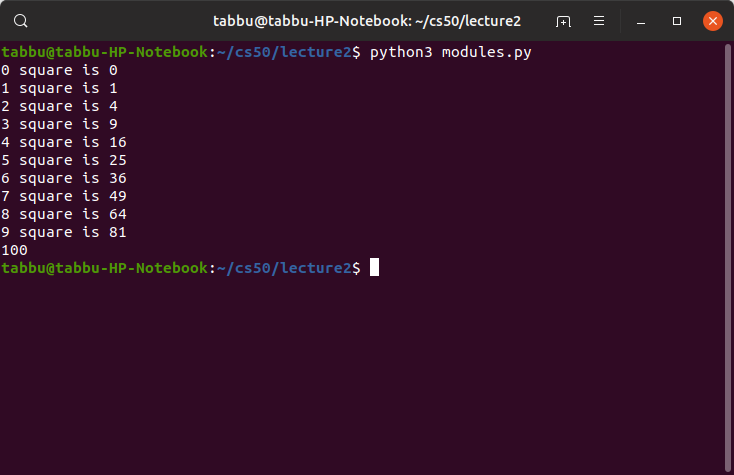 tabbu@tabbu-HP-Notebook: ~/cs50/lecture2
tabbu@tabbu-HP-Notebook:~/cs50/lecture2$ python3 modules.py
0 square is 0
1 square is 1
2 square is 4
3 square is 9
4 square is 16
5 square is 25
6 square is 36
7 square is 49
8 square is 64
9 square is 81
100
tabbu@tabbu-HP-Notebook:~/cs50/lecture2$